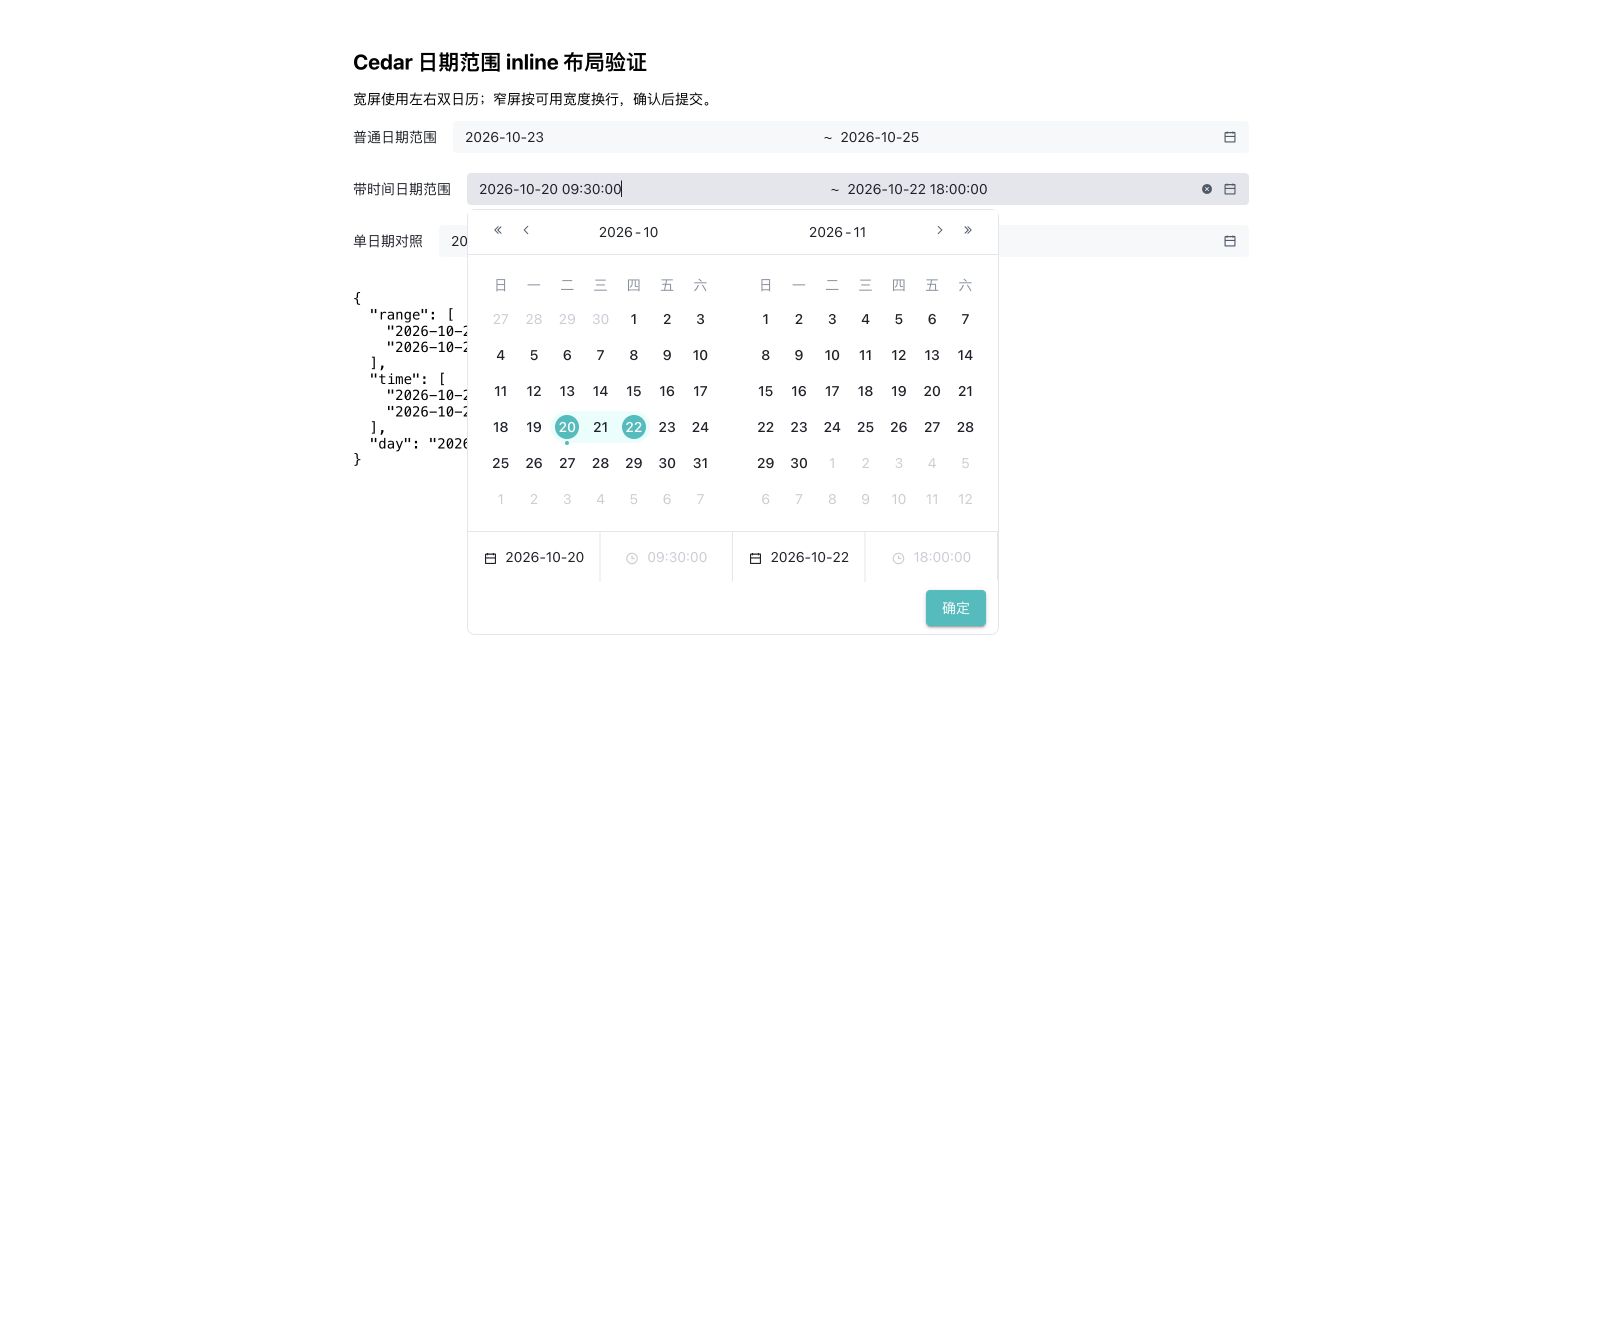 Cedar 日期范围 inline 布局验证
宽屏使用左右双日历；窄屏按可用宽度换行，确认后提交。
普通日期范围 2026-10-23 ~ 2026-10-25
带时间日期范围 2026-10-20 09:30:00 ~ 2026-10-22 18:00:00
单日期对照 20
2026-10 2026-11
日 一 二 三 四 五 六 日 一 二 三 四 五 六
27 28 29 30 1 2 3 1 2 3 4 5 6 7
4 5 6 7 8 9 10 8 9 10 11 12 13 14
11 12 13 14 15 16 17 15 16 17 18 19 20 21
18 19 20 21 22 23 24 22 23 24 25 26 27 28
25 26 27 28 29 30 31 29 30 1 2 3 4 5
1 2 3 4 5 6 7 6 7 8 9 10 11 12
2026-10-20 09:30:00 2026-10-22 18:00:00
确定
{
"range": [
"2026-10-2
"2026-10-2
],
"time": [
"2026-10-2
"2026-10-2
],
"day": "2026
}